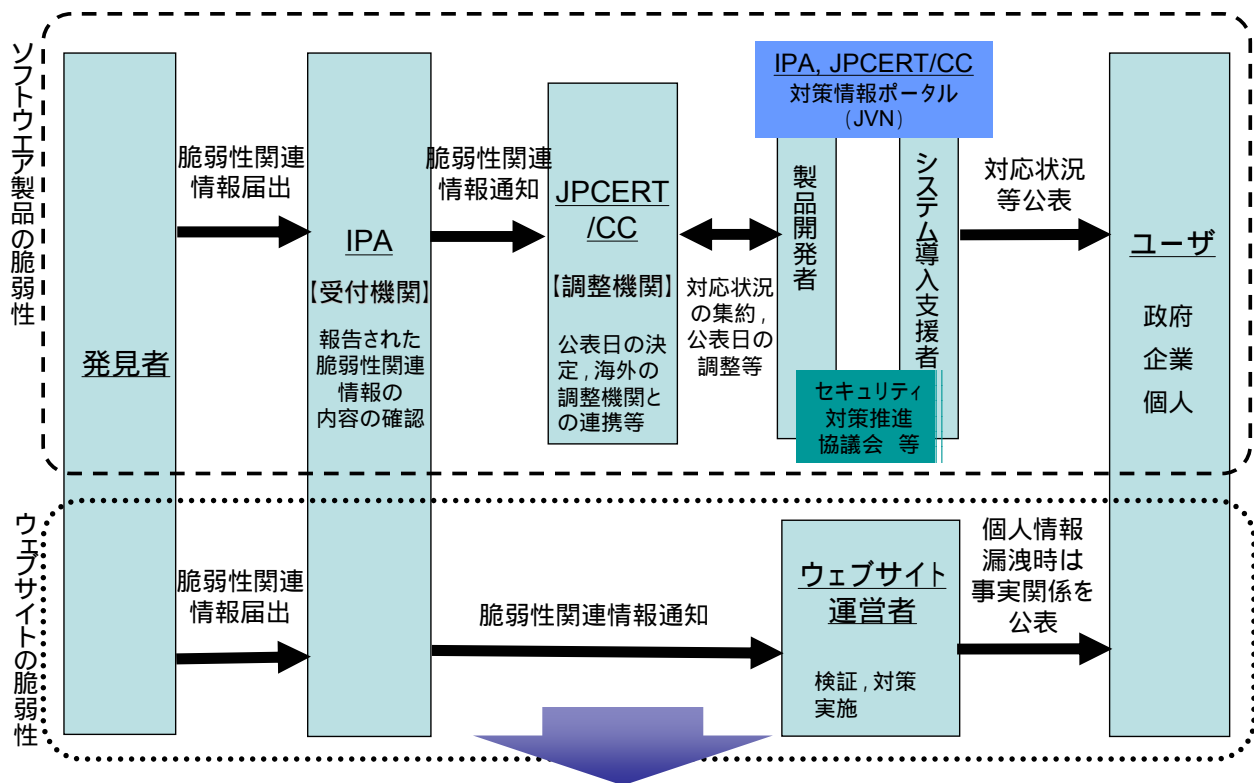 ソフトウエア製品の脆弱性
発見者
脆弱性関連
情報届出
IPA
【受付機関】
報告された
脆弱性関連
情報の
内容の確認
脆弱性関連
情報通知
JPCERT
/CC
【調整機関】
公表日の決
定,海外の
調整機関と
の連携等
対応状況
の集約,
公表日の
調整等
IPA, JPCERT/CC
対策情報ポータル
(JVN)
製品開発者
システム導入支援者
セキュリティ
対策推進
協議会 等
対応状況
等公表
ユーザ
政府
企業
個人
ウェブサイトの脆弱性
脆弱性関連
情報届出
脆弱性関連情報通知
ウェブサイト
運営者
検証,対策
実施
個人情報
漏洩時は
事実関係を
公表